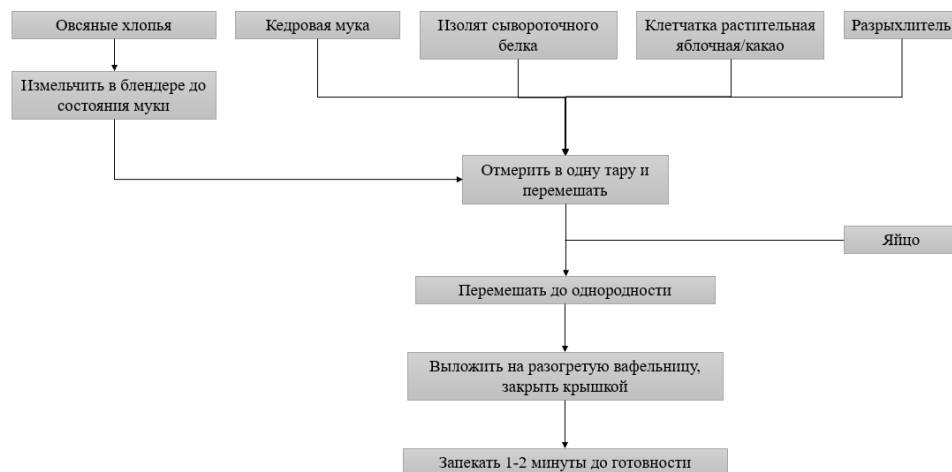 Овсяные хлопья
Кедровая мука
Изолят сывороточного
белка
Клетчатка растительная
яблочная/какао
Разрыхлитель
Измельчить в блендере до
состояния муки
Отмерить в одну тару и
перемешать
Яйцо
Перемешать до однородности
Выложить на разогретую вафельницу,
закрыть крышкой
Запекать 1-2 минуты до готовности